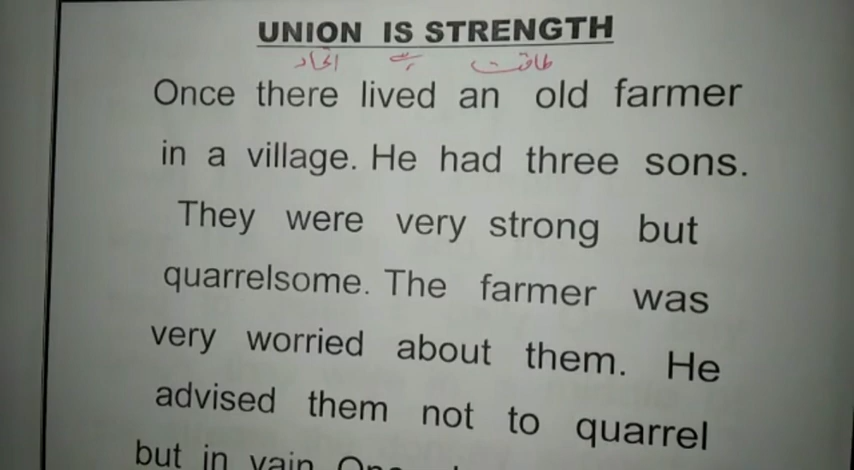 UNION IS STRENGTH
اتحاد ہے طاقت
Once there lived an old farmer
in a village. He had three sons.
They were very strong but
quarrelsome. The farmer was
very worried about them. He
advised them not to quarrel
but in vain